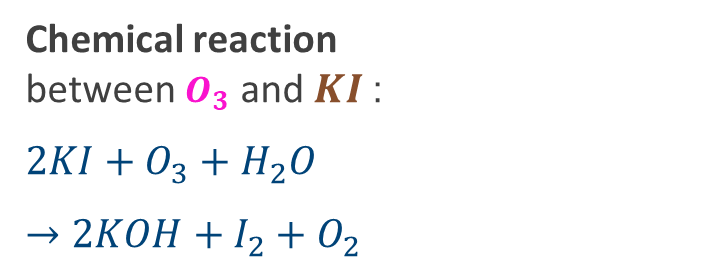 Chemical reaction
between O₃ and KI :
2KI + O₃ + H₂O
→ 2KOH + I₂ + O₂